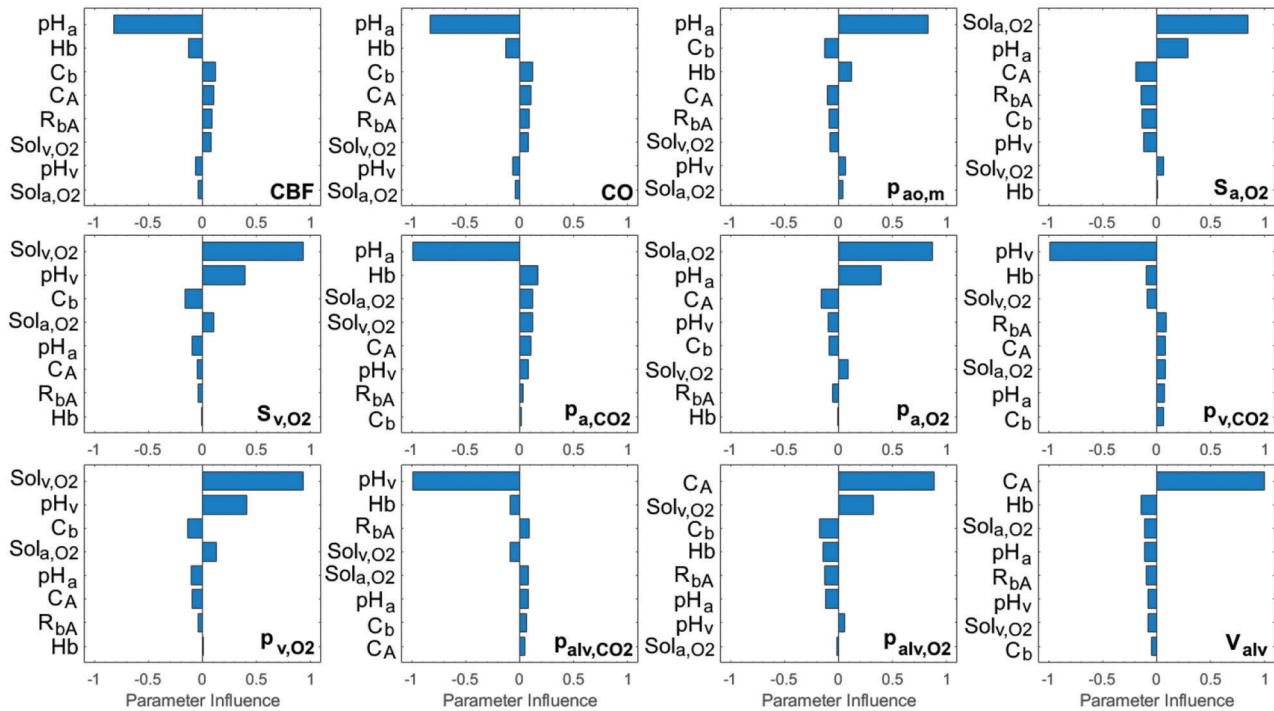 pHa
Hb
Cb
CA
RbA
Solv,O2
pHv
Sola,O2
CBF
-1 -0.5 0 0.5 1
pHa
Hb
Cb
CA
RbA
Solv,O2
pHv
Sola,O2
CO
-1 -0.5 0 0.5 1
pHa
Cb
Hb
CA
RbA
Solv,O2
pHv
Sola,O2
pao,m
-1 -0.5 0 0.5 1
Sola,O2
pHa
CA
RbA
Cb
pHv
Solv,O2
Hb
Sa,O2
-1 -0.5 0 0.5 1
Solv,O2
pHv
Cb
Sola,O2
pHa
CA
RbA
Hb
Sv,O2
-1 -0.5 0 0.5 1
pHa
Hb
Sola,O2
Solv,O2
CA
pHv
RbA
Cb
pa,CO2
-1 -0.5 0 0.5 1
Sola,O2
pHa
CA
pHv
Cb
Solv,O2
RbA
Hb
pa,O2
-1 -0.5 0 0.5 1
pHv
Hb
Solv,O2
RbA
CA
Sola,O2
pHa
Cb
pv,CO2
-1 -0.5 0 0.5 1
Solv,O2
pHv
Cb
Sola,O2
pHa
CA
RbA
Hb
pv,O2
-1 -0.5 0 0.5 1
Parameter Influence
pHv
Hb
RbA
Solv,O2
Sola,O2
pHa
Cb
CA
palv,CO2
-1 -0.5 0 0.5 1
Parameter Influence
CA
Solv,O2
Cb
Hb
RbA
pHa
pHv
Sola,O2
palv,O2
-1 -0.5 0 0.5 1
Parameter Influence
CA
Hb
Sola,O2
pHa
RbA
pHv
Solv,O2
Cb
Valv
-1 -0.5 0 0.5 1
Parameter Influence